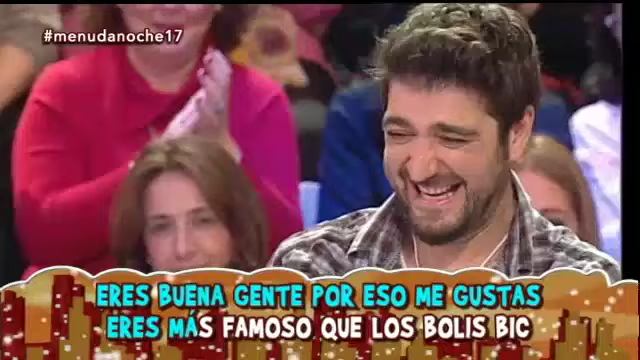 #menudanoche17
ERES BUENA GENTE POR ESO ME GUSTAS
ERES MÁS FAMOSO QUE LOS BOLIS BIC